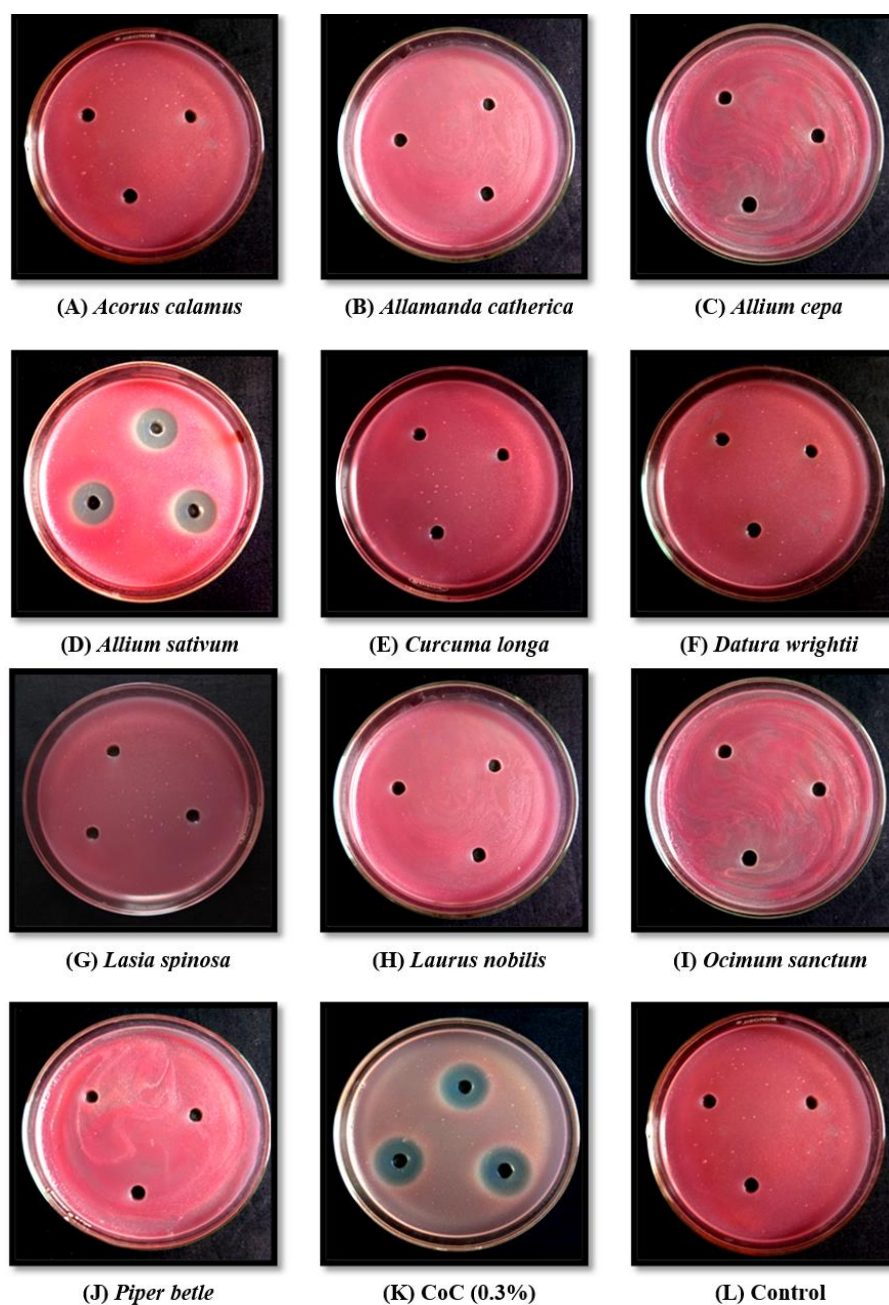 (A) Acorus calamus
(B) Allamanda catherica
(C) Allium cepa
(D) Allium sativum
(E) Curcuma longa
(F) Datura wrightii
(G) Lasia spinosa
(H) Laurus nobilis
(I) Ocimum sanctum
(J) Piper betle
(K) CoC (0.3%)
(L) Control